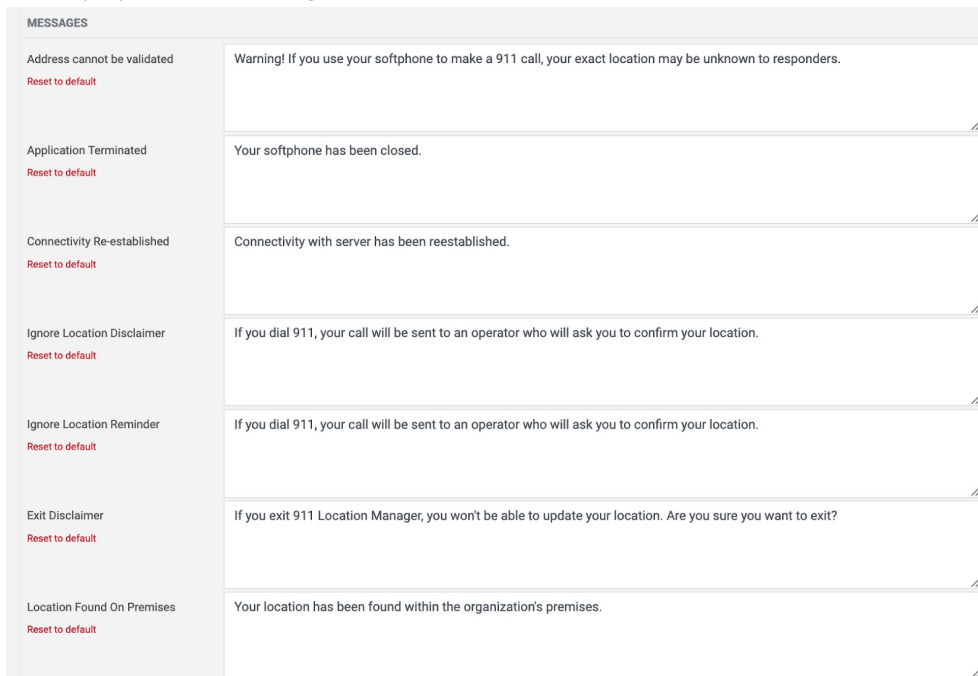 MESSAGES
Address cannot be validated
Reset to default
Warning! If you use your softphone to make a 911 call, your exact location may be unknown to responders.
Application Terminated
Reset to default
Your softphone has been closed.
Connectivity Re-established
Reset to default
Connectivity with server has been reestablished.
Ignore Location Disclaimer
Reset to default
If you dial 911, your call will be sent to an operator who will ask you to confirm your location.
Ignore Location Reminder
Reset to default
If you dial 911, your call will be sent to an operator who will ask you to confirm your location.
Exit Disclaimer
Reset to default
If you exit 911 Location Manager, you won't be able to update your location. Are you sure you want to exit?
Location Found On Premises
Reset to default
Your location has been found within the organization's premises.